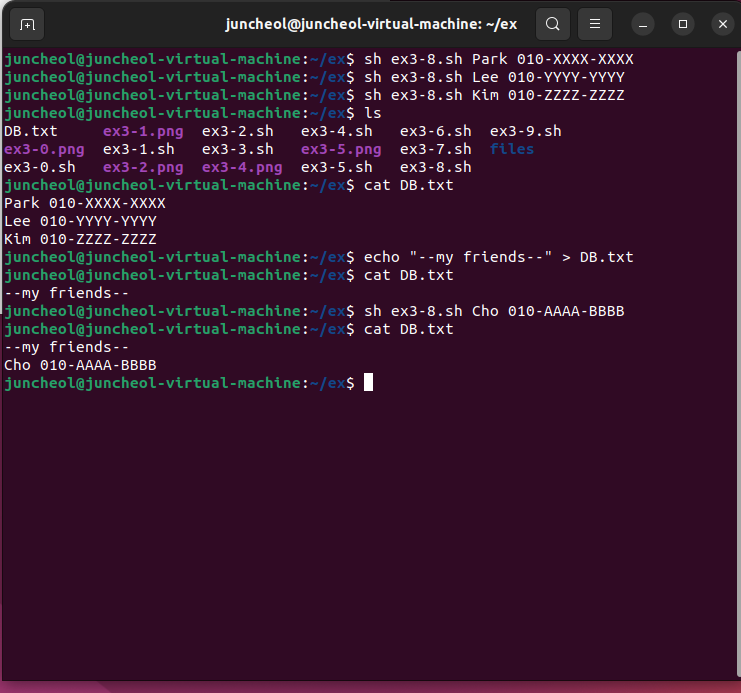 juncheol@juncheol-virtual-machine: ~/ex
juncheol@juncheol-virtual-machine:~/ex$ sh ex3-8.sh Park 010-XXXX-XXXX
juncheol@juncheol-virtual-machine:~/ex$ sh ex3-8.sh Lee 010-YYYY-YYYY
juncheol@juncheol-virtual-machine:~/ex$ sh ex3-8.sh Kim 010-ZZZZ-ZZZZ
juncheol@juncheol-virtual-machine:~/ex$ ls
DB.txt     ex3-1.png  ex3-2.sh   ex3-4.sh   ex3-6.sh  ex3-9.sh
ex3-0.png  ex3-1.sh   ex3-3.sh   ex3-5.png  ex3-7.sh  files
ex3-0.sh   ex3-2.png  ex3-4.png  ex3-5.sh   ex3-8.sh
juncheol@juncheol-virtual-machine:~/ex$ cat DB.txt
Park 010-XXXX-XXXX
Lee 010-YYYY-YYYY
Kim 010-ZZZZ-ZZZZ
juncheol@juncheol-virtual-machine:~/ex$ echo "--my friends--" > DB.txt
juncheol@juncheol-virtual-machine:~/ex$ cat DB.txt
--my friends--
juncheol@juncheol-virtual-machine:~/ex$ sh ex3-8.sh Cho 010-AAAA-BBBB
juncheol@juncheol-virtual-machine:~/ex$ cat DB.txt
--my friends--
Cho 010-AAAA-BBBB
juncheol@juncheol-virtual-machine:~/ex$